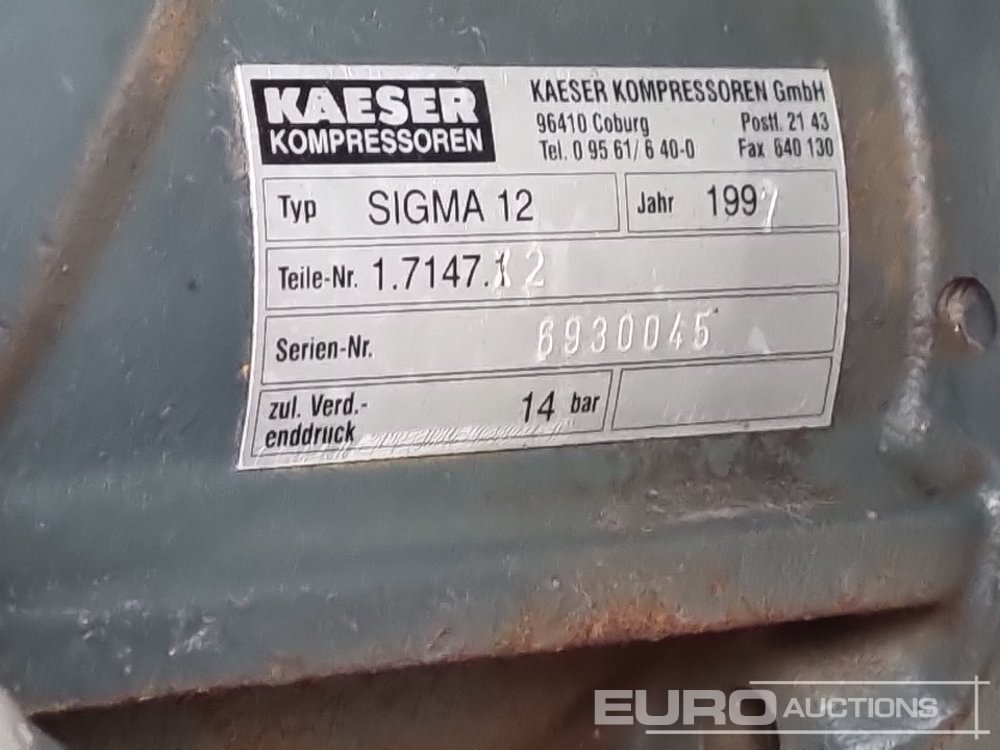 KAESER
KOMPRESSOREN
KAESER KOMPRESSOREN GmbH
96410 Coburg Postf. 21 43
Tel. 0 95 61/ 6 40-0 Fax 640 130
Typ SIGMA 12
Jahr 1997
Teile-Nr.
Serien-Nr. 6930045
zul. Verd.-
enddruck 14 bar
EURO AUCTIONS